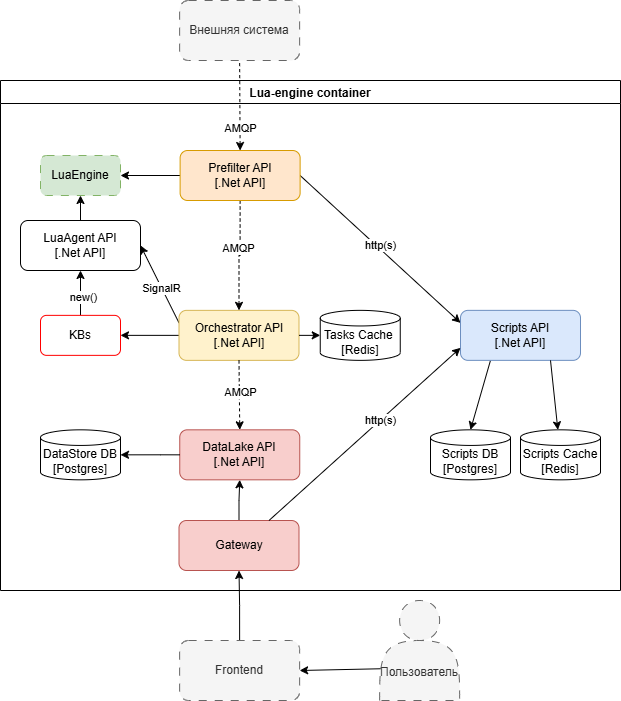 Внешняя система
Lua-engine container
AMQP
Prefilter API
[.Net API]
LuaEngine
LuaAgent API
[.Net API]
AMQP
http(s)
SignalR
new()
KBs
Orchestrator API
[.Net API]
Tasks Cache
[Redis]
Scripts API
[.Net API]
AMQP
http(s)
DataStore DB
[Postgres]
DataLake API
[.Net API]
Scripts DB
[Postgres]
Scripts Cache
[Redis]
Gateway
Frontend
Пользователь